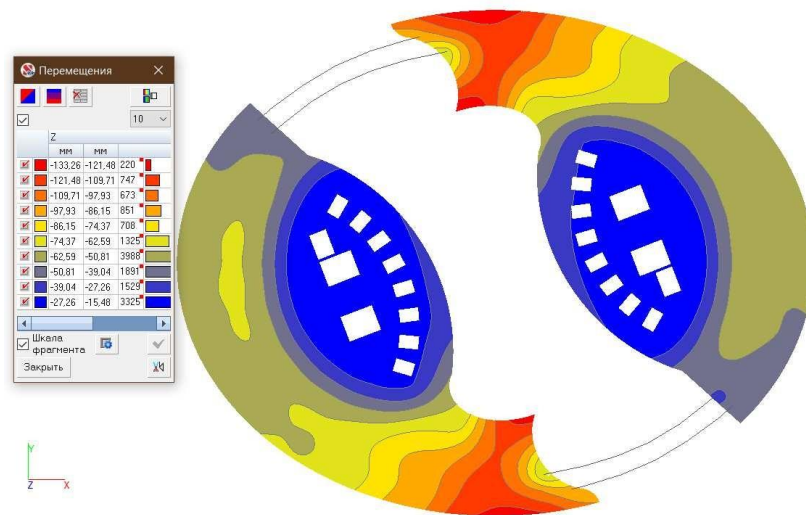 Перемещения
10
Z
мм мм
-133,26 -121,48 220
-121,48 -109,71 747
-109,71 -97,93 673
-97,93 -86,15 851
-86,15 -74,37 708
-74,37 -62,59 1325
-62,59 -50,81 3988
-50,81 -39,04 1891
-39,04 -27,26 1529
-27,26 -15,48 3325
Шкала
фрагмента
Закрыть
Y
Z X